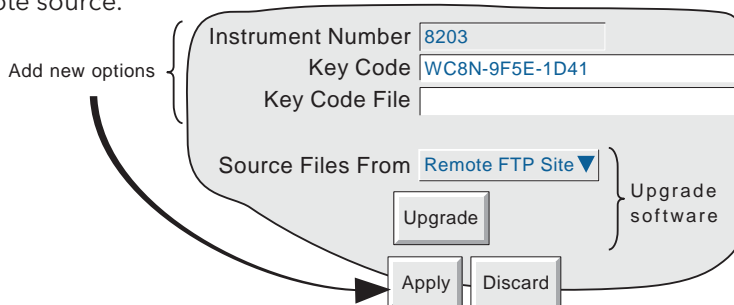 ote source.
Instrument Number 8203
Add new options
Key Code WC8N-9F5E-1D41
Key Code File
Source Files From Remote FTP Site
Upgrade
Upgrade software
Apply
Discard